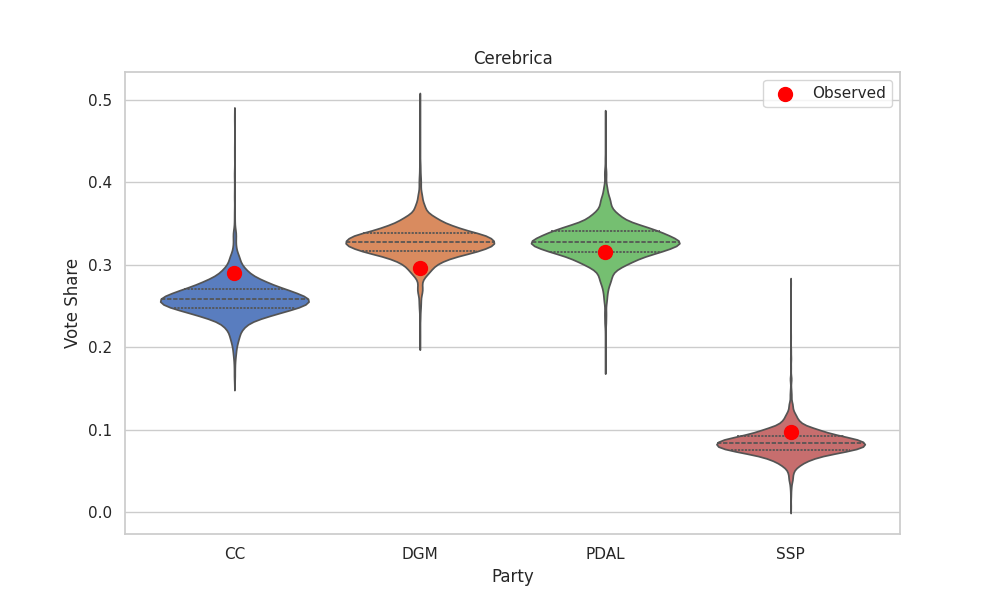 Cerebrica
Observed
Vote Share
0.5
0.4
0.3
0.2
0.1
0.0
CC DGM PDAL SSP
Party